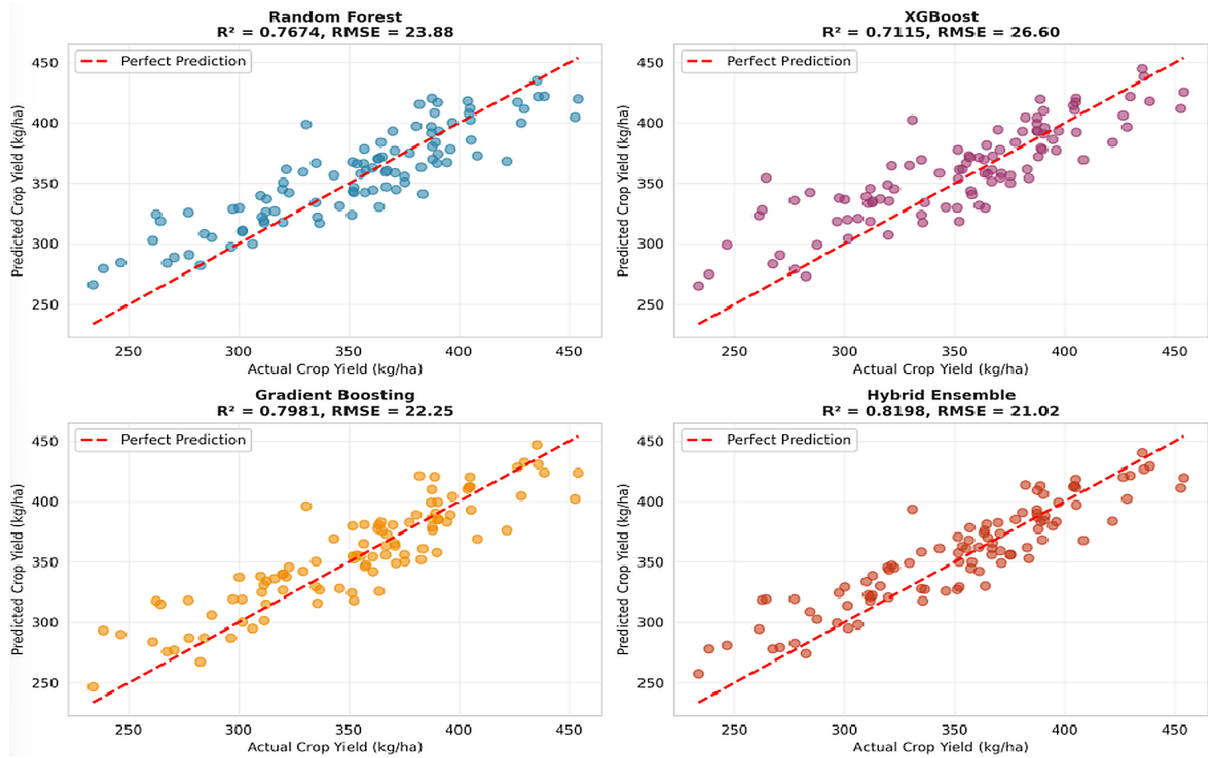 Random Forest
R² = 0.7674, RMSE = 23.88
Perfect Prediction
Predicted Crop Yield (kg/ha)
450
400
350
300
250
250 300 350 400 450
Actual Crop Yield (kg/ha)
XGBoost
R² = 0.7115, RMSE = 26.60
Perfect Prediction
Predicted Crop Yield (kg/ha)
450
400
350
300
250
250 300 350 400 450
Actual Crop Yield (kg/ha)
Gradient Boosting
R² = 0.7981, RMSE = 22.25
Perfect Prediction
Predicted Crop Yield (kg/ha)
450
400
350
300
250
250 300 350 400 450
Actual Crop Yield (kg/ha)
Hybrid Ensemble
R² = 0.8198, RMSE = 21.02
Perfect Prediction
Predicted Crop Yield (kg/ha)
450
400
350
300
250
250 300 350 400 450
Actual Crop Yield (kg/ha)